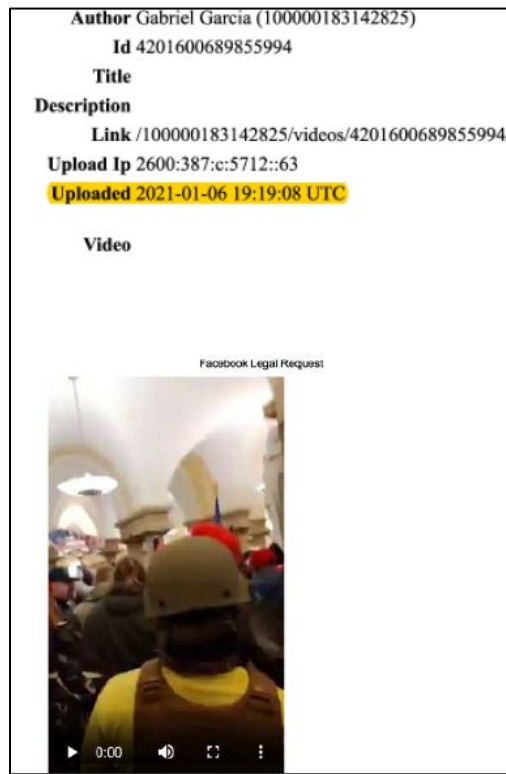 Author Gabriel Garcia (100000183142825)
Id 4201600689855994
Title
Description
Link /100000183142825/videos/4201600689855994
Upload Ip 2600:387:c:5712::63
Uploaded 2021-01-06 19:19:08 UTC
Video
Facebook Legal Request
0:00